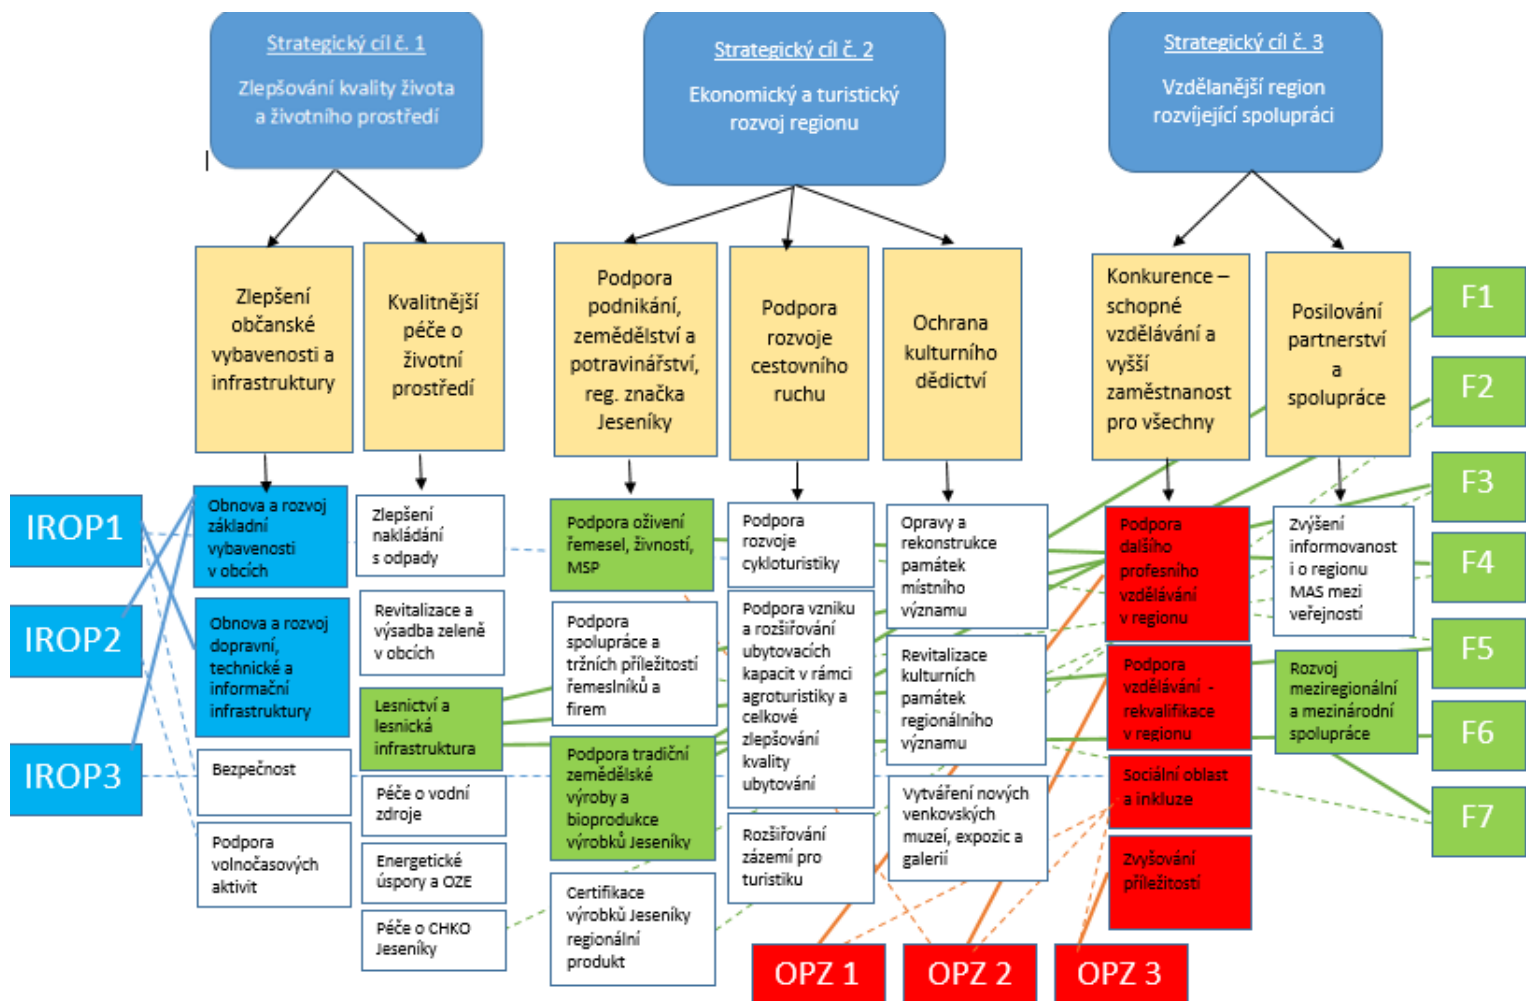 Strategický cíl č. 1
Zlepšování kvality života
a životního prostředí
Strategický cíl č. 2
Ekonomický a turistický
rozvoj regionu
Strategický cíl č. 3
Vzdělanější region
rozvíjející spolupráci
Zlepšení
občanské
vybavenosti a
infrastruktury
Kvalitnější
péče o
životní
prostředí
Podpora
podnikání,
zemědělství a
potravinářství,
reg. značka
Jeseníky
Podpora
rozvoje
cestovního
ruchu
Ochrana
kulturního
dědictví
Konkurence –
schopné
vzdělávání a
vyšší
zaměstnanost
pro všechny
Posilování
partnerství
a
spolupráce
F1
F2
F3
F4
F5
F6
F7
IROP1
IROP2
IROP3
Obnova a rozvoj
základní
vybavenosti
v obcích
Obnova a rozvoj
dopravní,
technické a
informační
infrastruktury
Bezpečnost
Podpora
volnočasových
aktivit
Zlepšení
nakládání
s odpady
Revitalizace a
výsadba zeleně
v obcích
Lesnictví a
lesnická
infrastruktura
Péče o vodní
zdroje
Energetické
úspory a OZE
Péče o CHKO
Jeseníky
Podpora oživení
řemesel, živností,
MSP
Podpora
spolupráce a
tržních příležitostí
řemeslníků a
firem
Podpora tradiční
zemědělské
výroby a
bioprodukce
výrobků Jeseníky
Certifikace
výrobků Jeseníky
regionální
produkt
Podpora
rozvoje
cykloturistiky
Podpora vzniku
a rozšiřování
ubytovacích
kapacit v rámci
agroturistiky a
celkové
zlepšování
kvality
ubytování
Rozšiřování
zázemí pro
turistiku
Opravy a
rekonstrukce
památek
místního
významu
Revitalizace
kulturních
památek
regionálního
významu
Vytváření nových
venkovských
muzeí, expozic a
galerií
Podpora
dalšího
profesního
vzdělávání
v regionu
Podpora
vzdělávání -
rekvalifikace
v regionu
Sociální oblast
a inkluze
Zvyšování
příležitostí
Zvýšení
informovanost
i o regionu
MAS mezi
veřejností
Rozvoj
meziregionální
a mezinárodní
spolupráce
OPZ 1
OPZ 2
OPZ 3